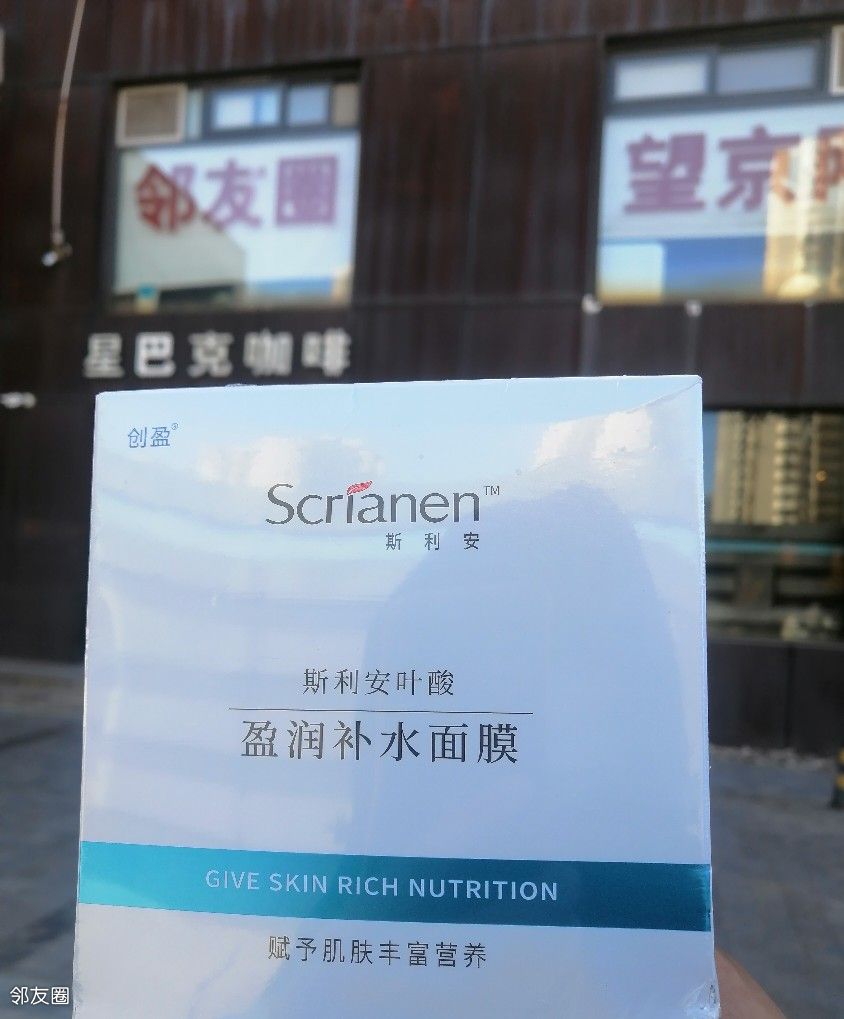 邻友圈
望京网
星巴克咖啡
创盈®
Scrianen™
斯利安
斯利安叶酸
盈润补水面膜
GIVE SKIN RICH NUTRITION
赋予肌肤丰富营养
邻友圈